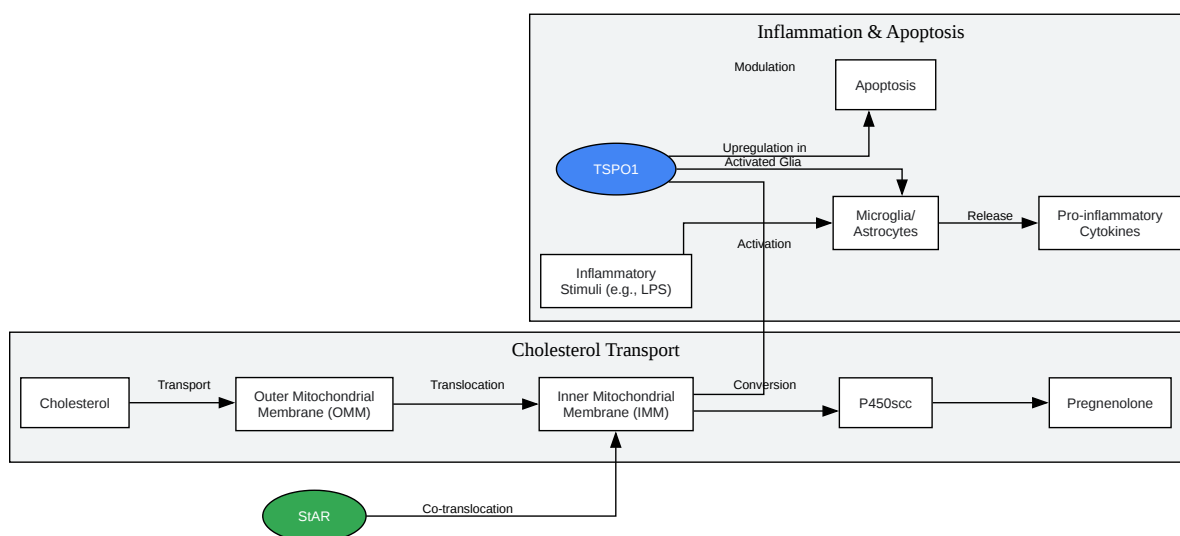 Inflammation & Apoptosis
Modulation
Apoptosis
Upregulation in
Activated Glia
TSPO1
Microglia/
Astrocytes
Release
Pro-inflammatory
Cytokines
Activation
Inflammatory
Stimuli (e.g., LPS)
Cholesterol Transport
Cholesterol
Transport
Outer Mitochondrial
Membrane (OMM)
Translocation
Inner Mitochondrial
Membrane (IMM)
Conversion
P450scc
Pregnenolone
StAR
Co-translocation